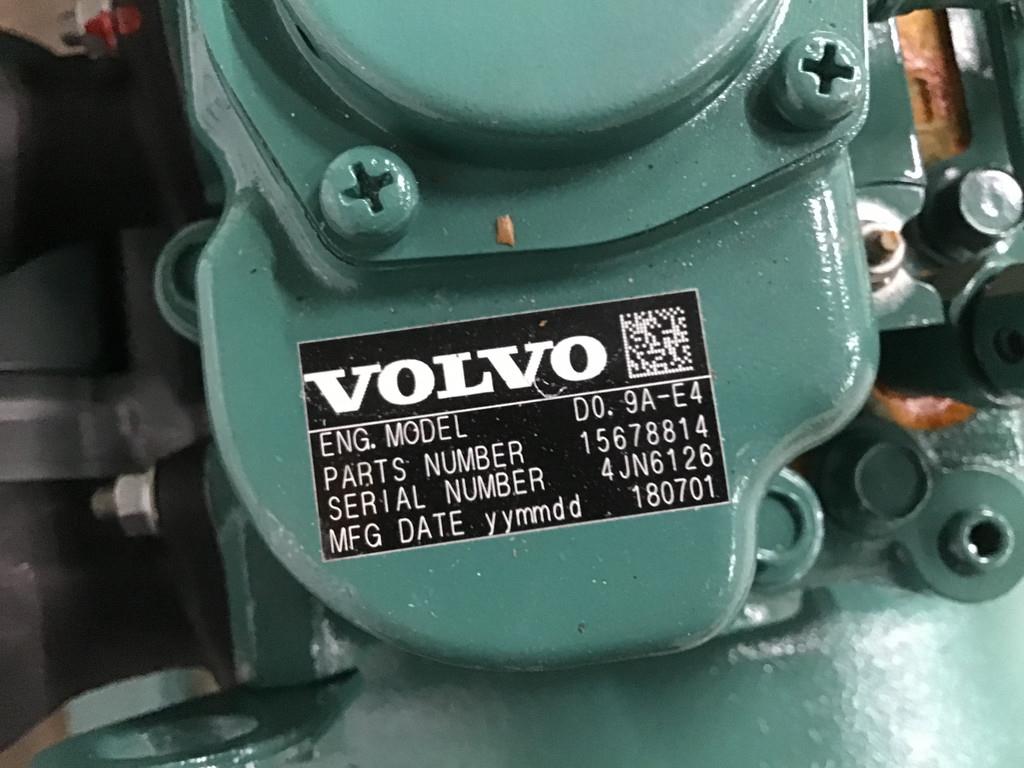 VOLVO
ENG. MODEL D0. 9A-E4
PARTS NUMBER 15678814
SERIAL NUMBER 4JN6126
MFG DATE yymmdd 180701